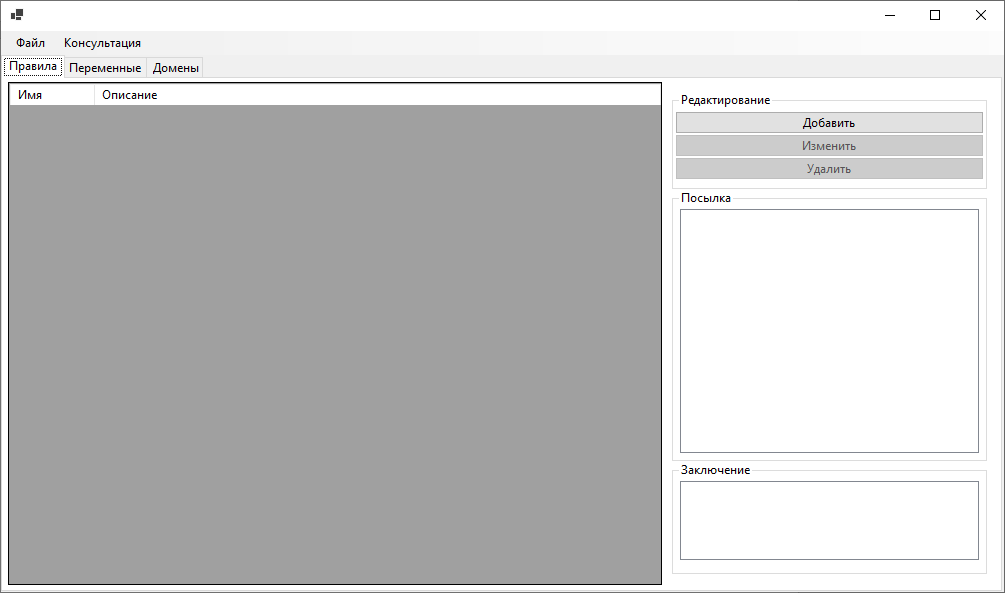 Файл Консультация
Правила Переменные Домены
Имя Описание
Редактирование
Добавить
Изменить
Удалить
Посылка
Заключение